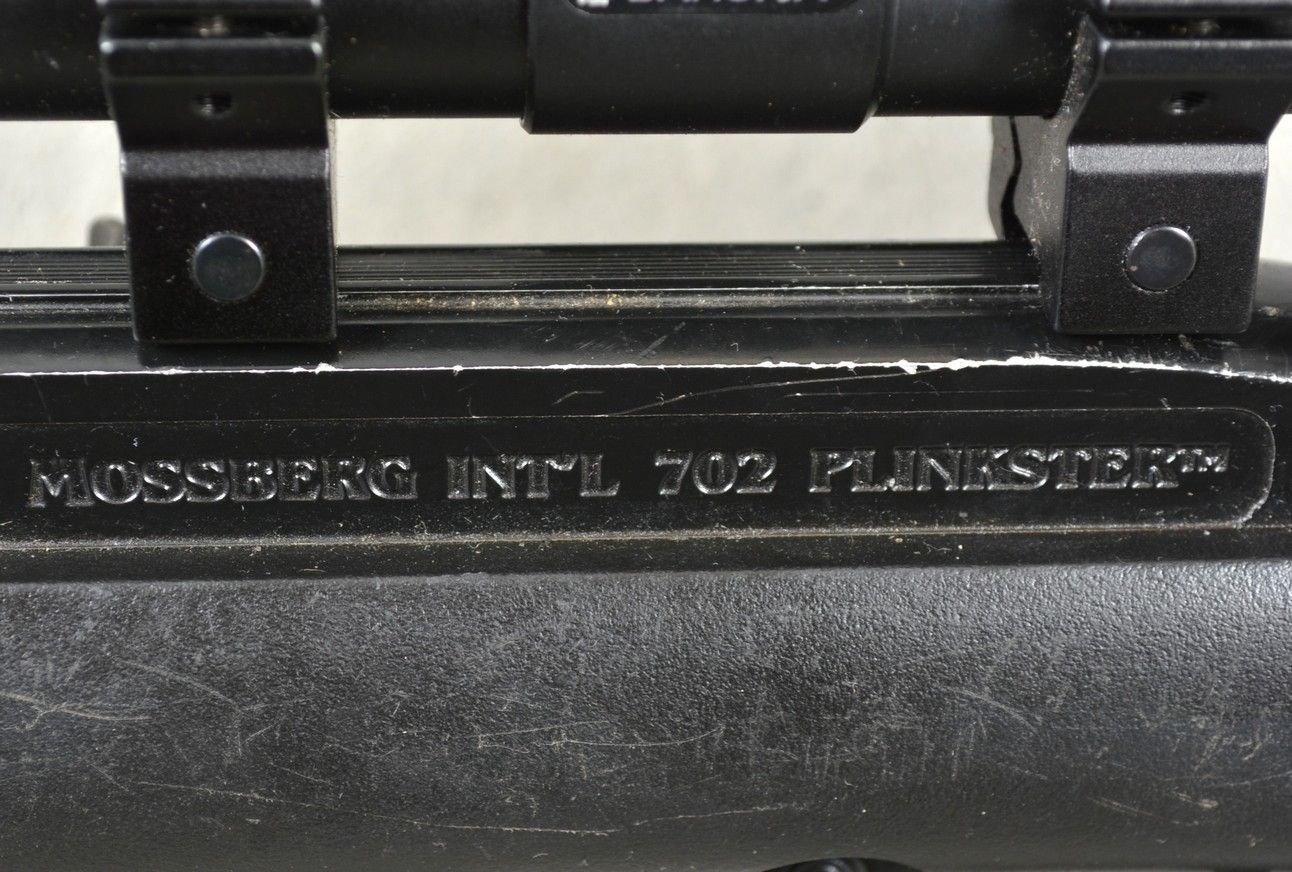 MOSSBERG INT'L 702 PLINKSTER™